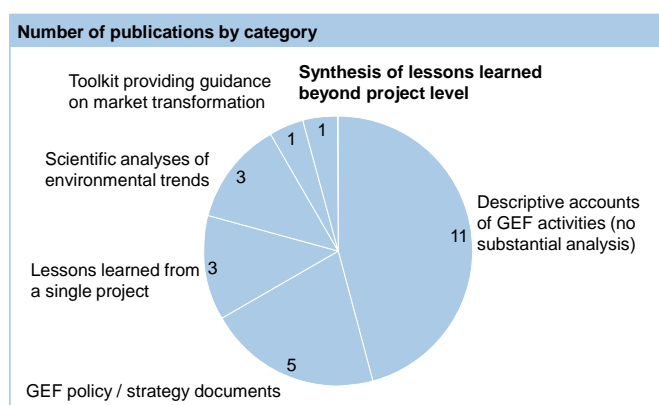 Number of publications by category
Synthesis of lessons learned
beyond project level
Toolkit providing guidance
on market transformation
1
1
Scientific analyses of
environmental trends
3
Descriptive accounts
of GEF activities (no
substantial analysis)
11
Lessons learned from
a single project
3
5
GEF policy / strategy documents